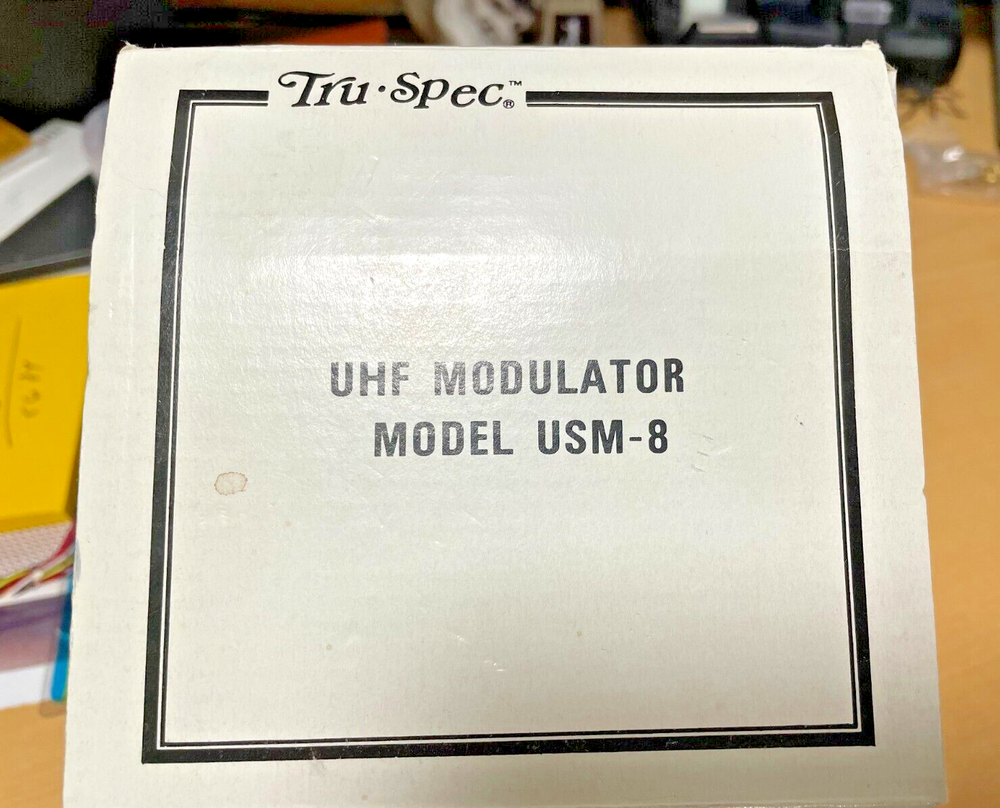 Tru·Spec™®
UHF MODULATOR
MODEL USM-8